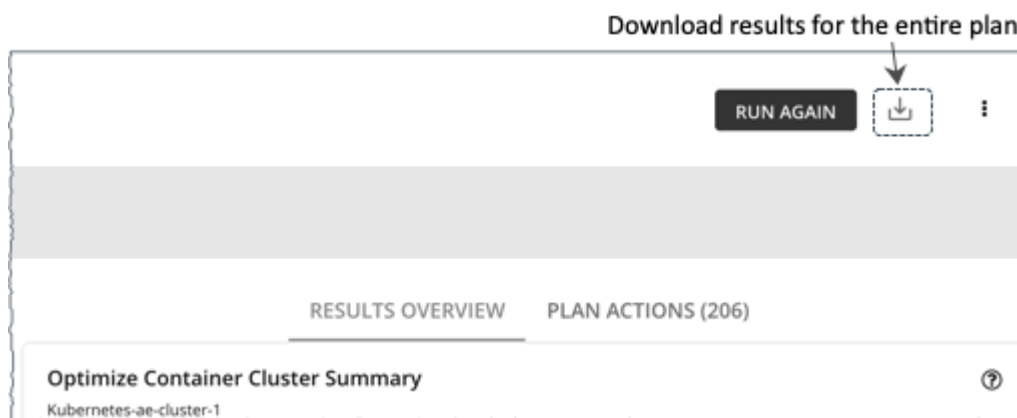 Download results for the entire plan
RUN AGAIN
RESULTS OVERVIEW PLAN ACTIONS (206)
Optimize Container Cluster Summary
Kubernetes-ae-cluster-1